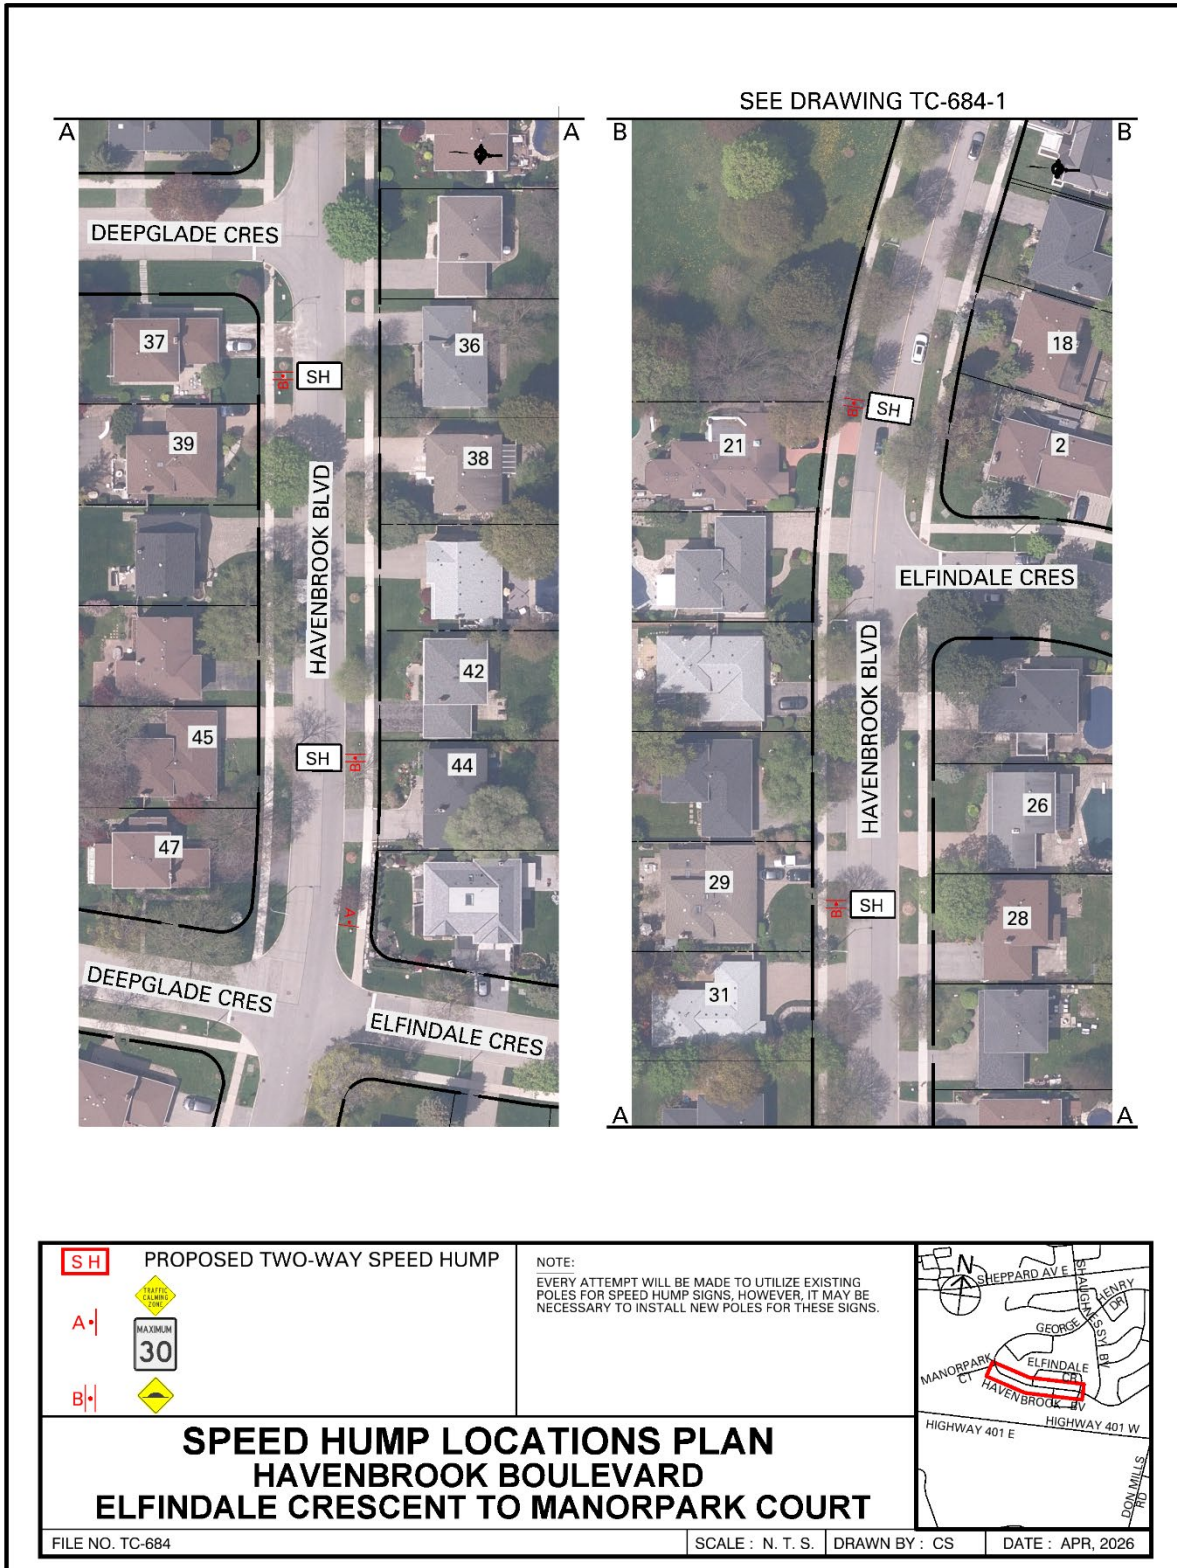 SEE DRAWING TC-684-1
A
A
DEEPGLADE CRES
37
36
B
SH
39
38
HAVENBROOK BLVD
42
45
SH
B
44
47
A
DEEPGLADE CRES
ELFINDALE CRES
B
B
18
B
SH
21
2
ELFINDALE CRES
HAVENBROOK BLVD
26
29
B
SH
28
31
A
A
SH
PROPOSED TWO-WAY SPEED HUMP
TRAFFIC
CALMING
ZONE
A
MAXIMUM
30
B
NOTE:
EVERY ATTEMPT WILL BE MADE TO UTILIZE EXISTING
POLES FOR SPEED HUMP SIGNS, HOWEVER, IT MAY BE
NECESSARY TO INSTALL NEW POLES FOR THESE SIGNS.
N
SHEPPARD AV E
SHAUGHNESSY BV
HENRY
DR
GEORGE
MANORPARK
CT
ELFINDALE
CR
HAVENBROOK BV
HIGHWAY 401 W
HIGHWAY 401 E
DON MILLS
RD
SPEED HUMP LOCATIONS PLAN
HAVENBROOK BOULEVARD
ELFINDALE CRESCENT TO MANORPARK COURT
FILE NO. TC-684
SCALE : N. T. S.
DRAWN BY : CS
DATE : APR, 2026